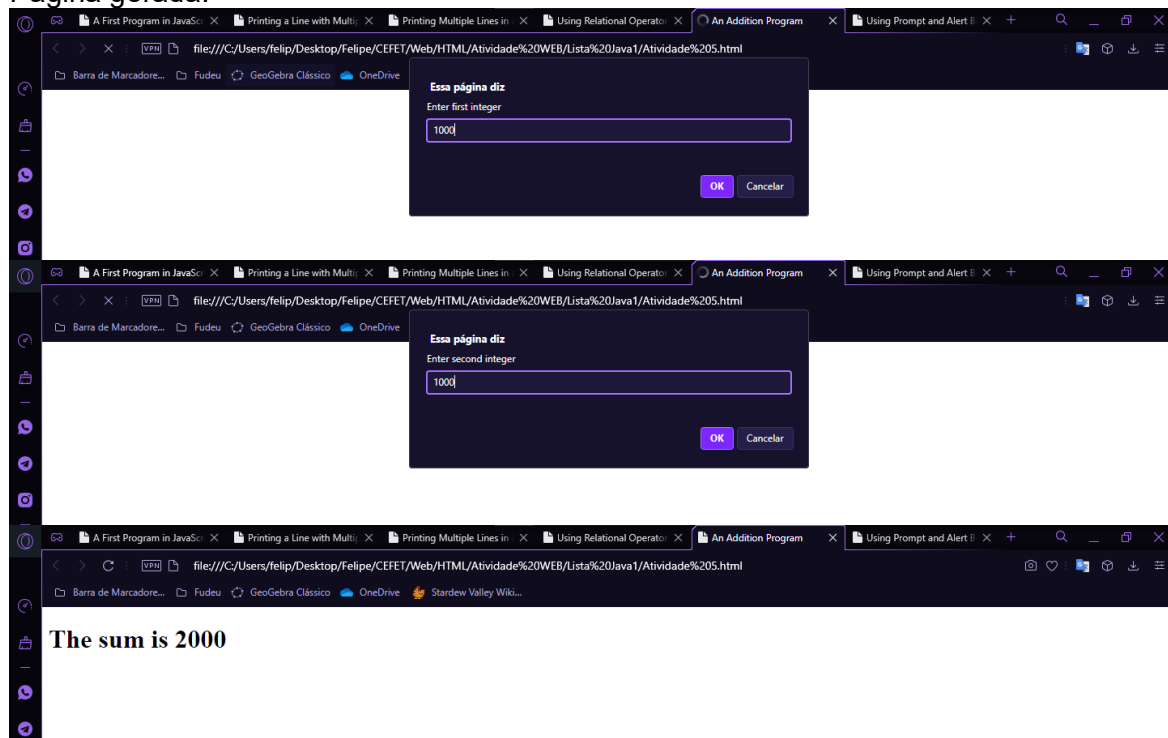 Página gerada:
A First Program in JavaScr
Printing a Line with Multip
Printing Multiple Lines in
Using Relational Operator
An Addition Program
Using Prompt and Alert B
VPN
file:///C:/Users/felip/Desktop/Felipe/CEFET/Web/HTML/Atividade%20WEB/Lista%20Java1/Atividade%205.html
Barra de Marcadore...
Fudeu
GeoGebra Clássico
OneDrive
Essa página diz
Enter first integer
1000
OK
Cancelar
A First Program in JavaScr
Printing a Line with Multip
Printing Multiple Lines in
Using Relational Operator
An Addition Program
Using Prompt and Alert B
VPN
file:///C:/Users/felip/Desktop/Felipe/CEFET/Web/HTML/Atividade%20WEB/Lista%20Java1/Atividade%205.html
Barra de Marcadore...
Fudeu
GeoGebra Clássico
OneDrive
Essa página diz
Enter second integer
1000
OK
Cancelar
A First Program in JavaScr
Printing a Line with Multip
Printing Multiple Lines in
Using Relational Operator
An Addition Program
Using Prompt and Alert B
VPN
file:///C:/Users/felip/Desktop/Felipe/CEFET/Web/HTML/Atividade%20WEB/Lista%20Java1/Atividade%205.html
Barra de Marcadore...
Fudeu
GeoGebra Clássico
OneDrive
Stardew Valley Wiki...
The sum is 2000